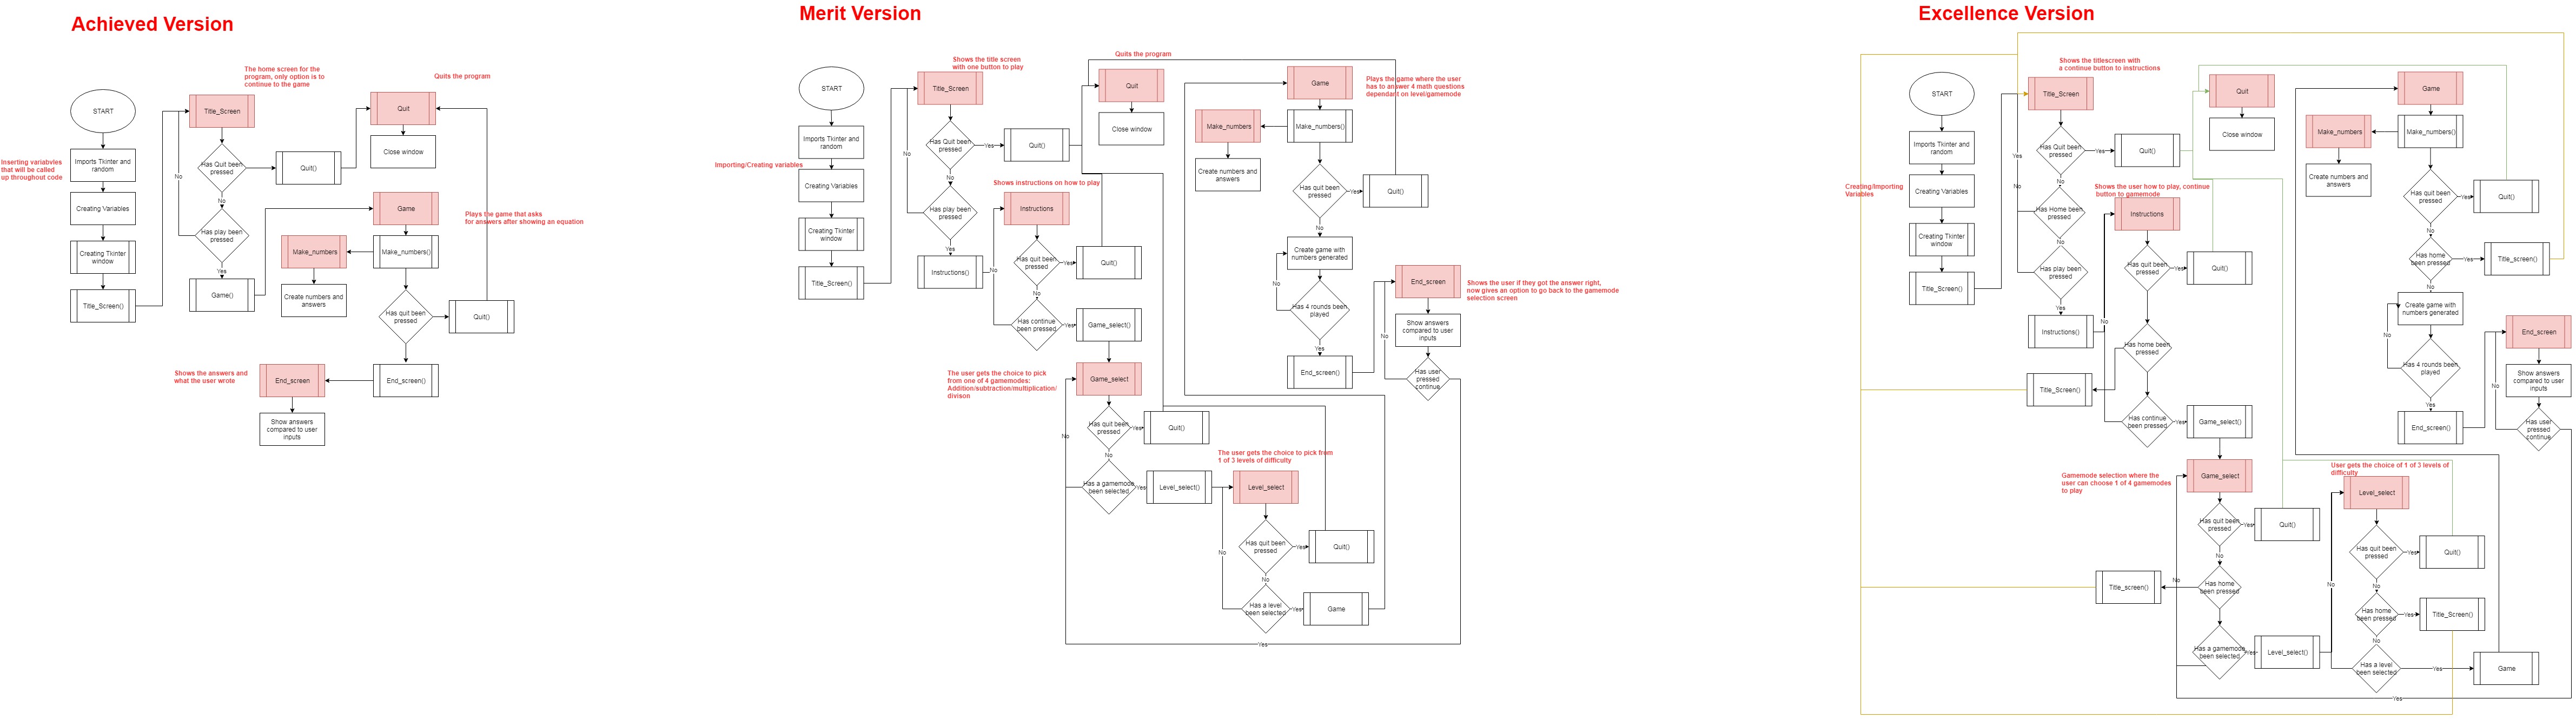 Achieved Version
The home screen for the
program, only option is to
continue to the game
Quits the program
START
Title_Screen
Quit
Inserting variabvles
that will be called
up throughout code
Imports Tkinter and
random
Has Quit been
pressed
Quit()
Close window
No
No
Creating Variables
Has play been
pressed
Game
Plays the game that asks
for answers after showing an equation
Creating Tkinter
window
Make_numbers
Make_numbers()
Yes
Title_Screen()
Game()
Create numbers and
answers
Has quit been
pressed
Quit()
Shows the answers and
what the user wrote
End_screen
End_screen()
Show answers
compared to user
inputs
Merit Version
Shows the title screen
with one button to play
Quits the program
START
Title_Screen
Quit
Game
Plays the game where the user
has to answer 4 math questions
dependant on level/gamemode
Imports Tkinter and
random
Has Quit been
pressed
Yes
Quit()
Close window
Make_numbers
Make_numbers()
No
Importing/Creating variables
Creating Variables
No
Shows instructions on how to play
Create numbers and
answers
Has quit been
pressed
Yes
Quit()
Has play been
pressed
Instructions
Creating Tkinter
window
No
Yes
Has quit been
pressed
Yes
Quit()
Create game with
numbers generated
Title_Screen()
Instructions()
No
No
No
End_screen
Shows the user if they got the answer right,
now gives an option to go back to the gamemode
selection screen
Has continue
been pressed
Yes
Game_select()
Has 4 rounds been
played
Show answers
compared to user
inputs
No
Yes
The user gets the choice to pick
from one of 4 gamemodes:
Addition/subtraction/multiplication/
divison
Game_select
End_screen()
Has user
pressed
continue
Has quit been
pressed
Yes
Quit()
No
No
The user gets the choice to pick from
1 of 3 levels of difficulty
Has a gamemode
been selected
Yes
Level_select()
Level_select
Has quit been
pressed
Yes
Quit()
No
No
Has a level
been selected
Yes
Game
Yes
Excellence Version
Shows the titlescreen with
a continue button to instructions
START
Title_Screen
Quit
Game
Imports Tkinter and
random
Has Quit been
pressed
Yes
Quit()
Close window
Make_numbers
Make_numbers()
Yes
No
No
Creating/Importing
Variables
Creating Variables
Shows the user how to play, continue
button to gamemode
Create numbers and
answers
Has quit been
pressed
Yes
Quit()
Has Home been
pressed
Instructions
No
Creating Tkinter
window
No
Has home
been pressed
Yes
Title_screen()
Title_Screen()
Has play been
pressed
Has quit been
pressed
Yes
Quit()
No
Yes
Create game with
numbers generated
Instructions()
No
No
End_screen
Has home been
pressed
Has 4 rounds been
played
Show answers
compared to user
inputs
No
Title_Screen()
Yes
Has continue
been pressed
Yes
Game_select()
End_screen()
Has user
pressed
continue
Gamemode selection where the
user can choose 1 of 4 gamemodes
to play
Game_select
User gets the choice of 1 of 3 levels of
difficulty
Level_select
Has quit been
pressed
Yes
Quit()
No
Has quit been
pressed
Yes
Quit()
Title_screen()
No
Has home
been pressed
No
No
Has home
been pressed
Yes
Title_Screen()
No
Has a gamemode
been selected
Yes
Level_select()
Has a level
been selected
Yes
Game
Yes